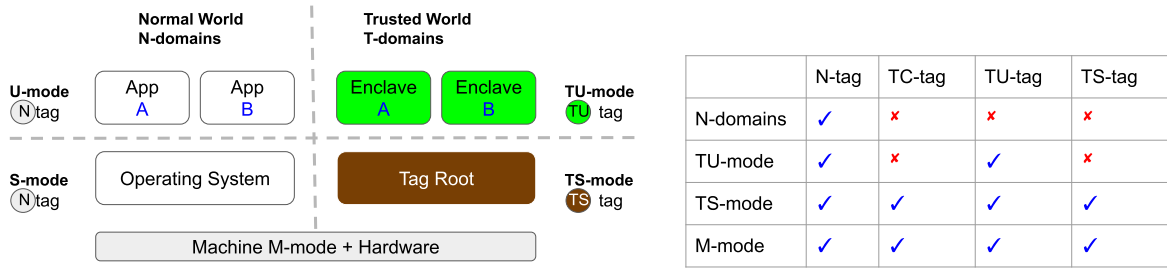 Normal World
N-domains
Trusted World
T-domains
U-mode
N tag
App
A
App
B
Enclave
A
Enclave
B
TU-mode
TU tag
S-mode
N tag
Operating System
Tag Root
TS-mode
TS tag
Machine M-mode + Hardware
N-tag TC-tag TU-tag TS-tag
N-domains ✓ ✘ ✘ ✘
TU-mode ✓ ✘ ✓ ✘
TS-mode ✓ ✓ ✓ ✓
M-mode ✓ ✓ ✓ ✓